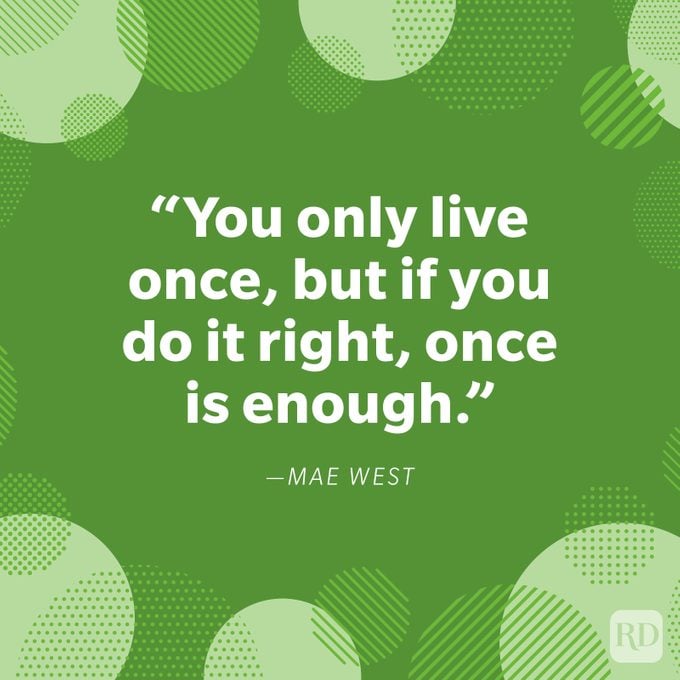 “You only live
once, but if you
do it right, once
is enough.”
—MAE WEST
RD